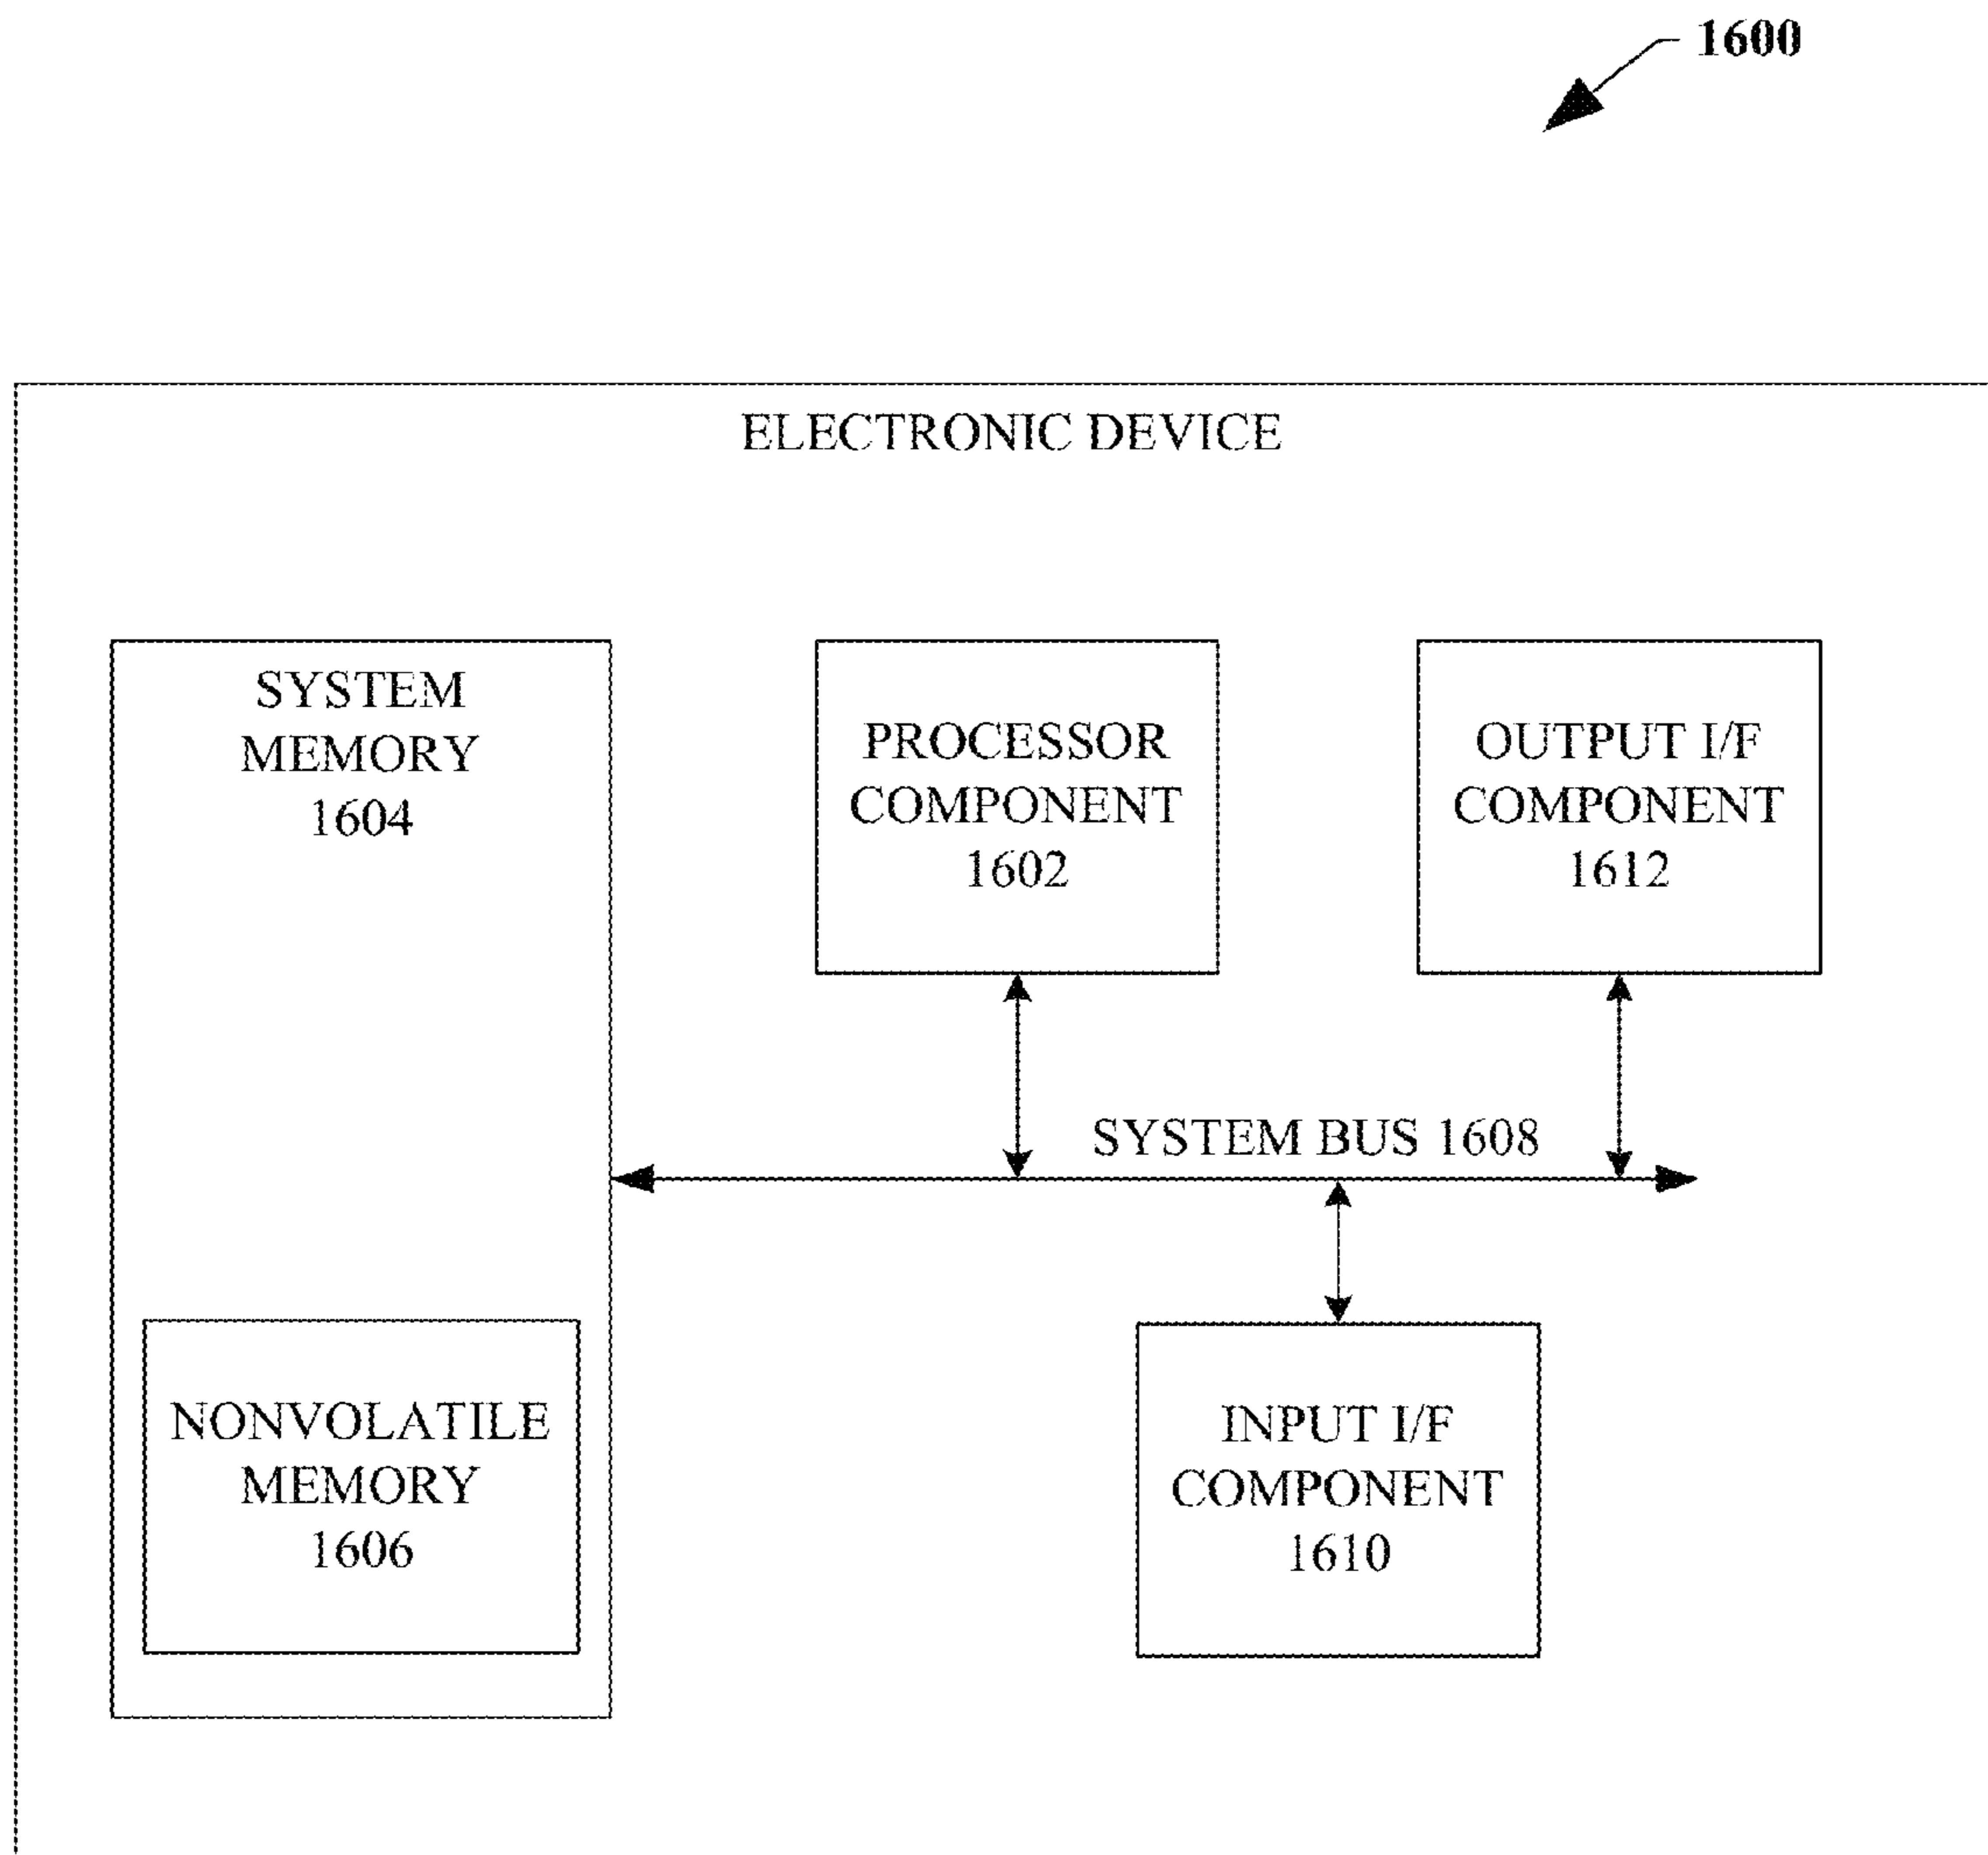 1600
ELECTRONIC DEVICE
SYSTEM
MEMORY
1604
PROCESSOR
COMPONENT
1602
OUTPUT I/F
COMPONENT
1612
SYSTEM BUS 1608
NONVOLATILE
MEMORY
1606
INPUT I/F
COMPONENT
1610